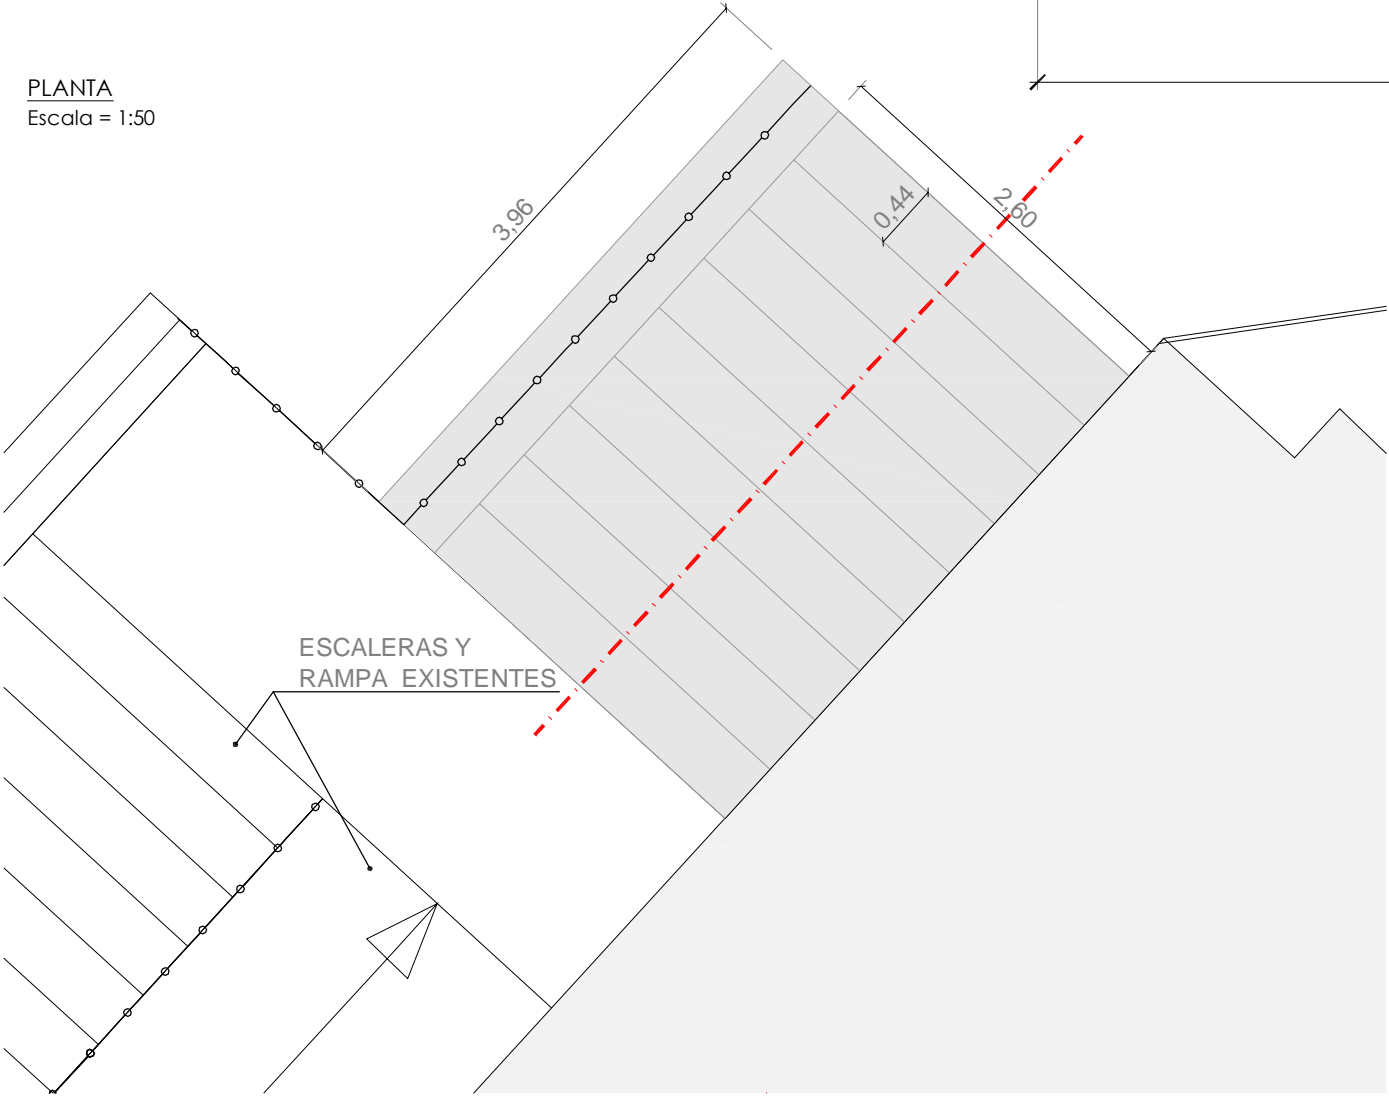 PLANTA
Escala = 1:50
3,96
0,44
2,60
ESCALERAS Y
RAMPA EXISTENTES